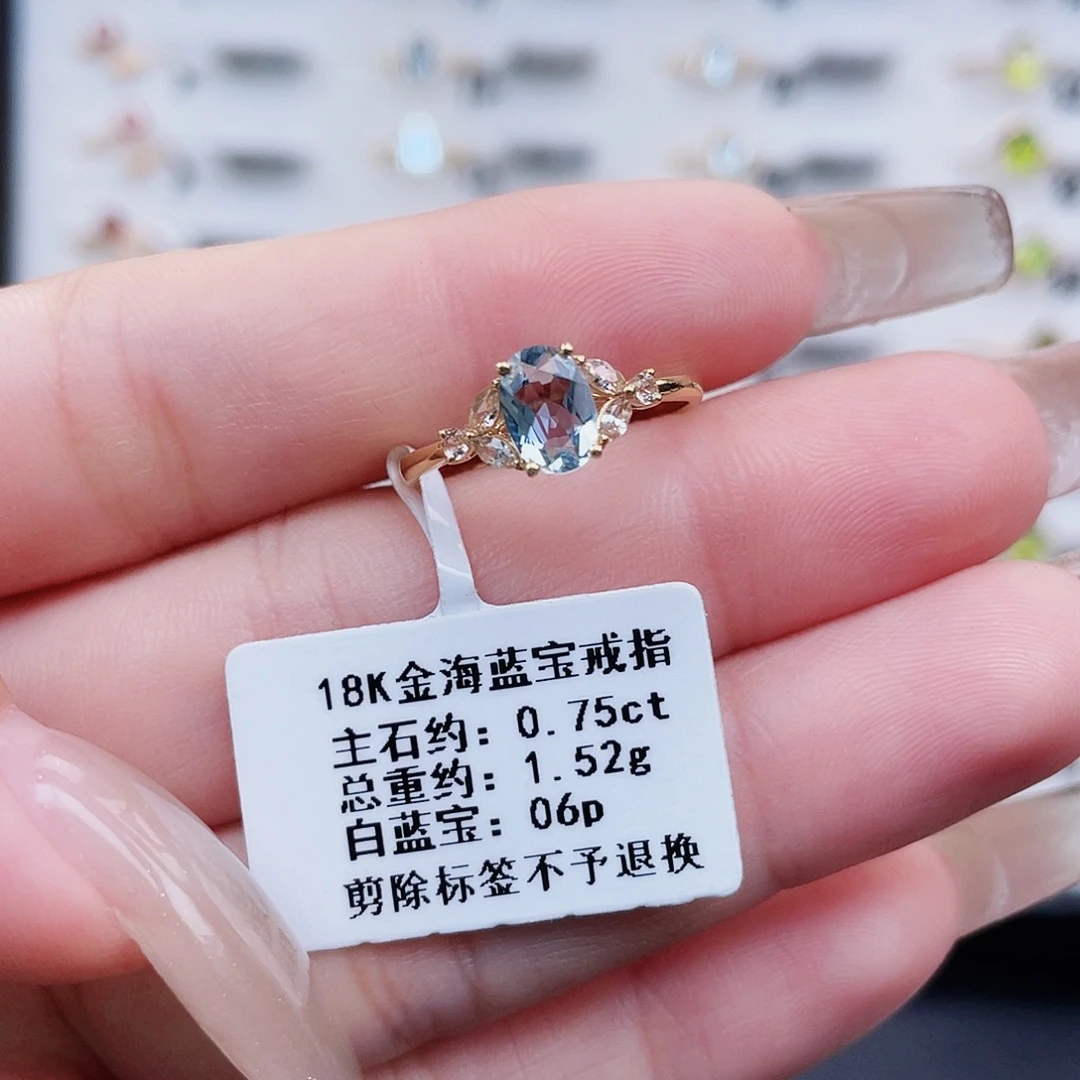 18K金海蓝宝戒指
主石约: 0.75ct
总重约: 1.52g
白蓝宝: 06p
剪除标签不予退换